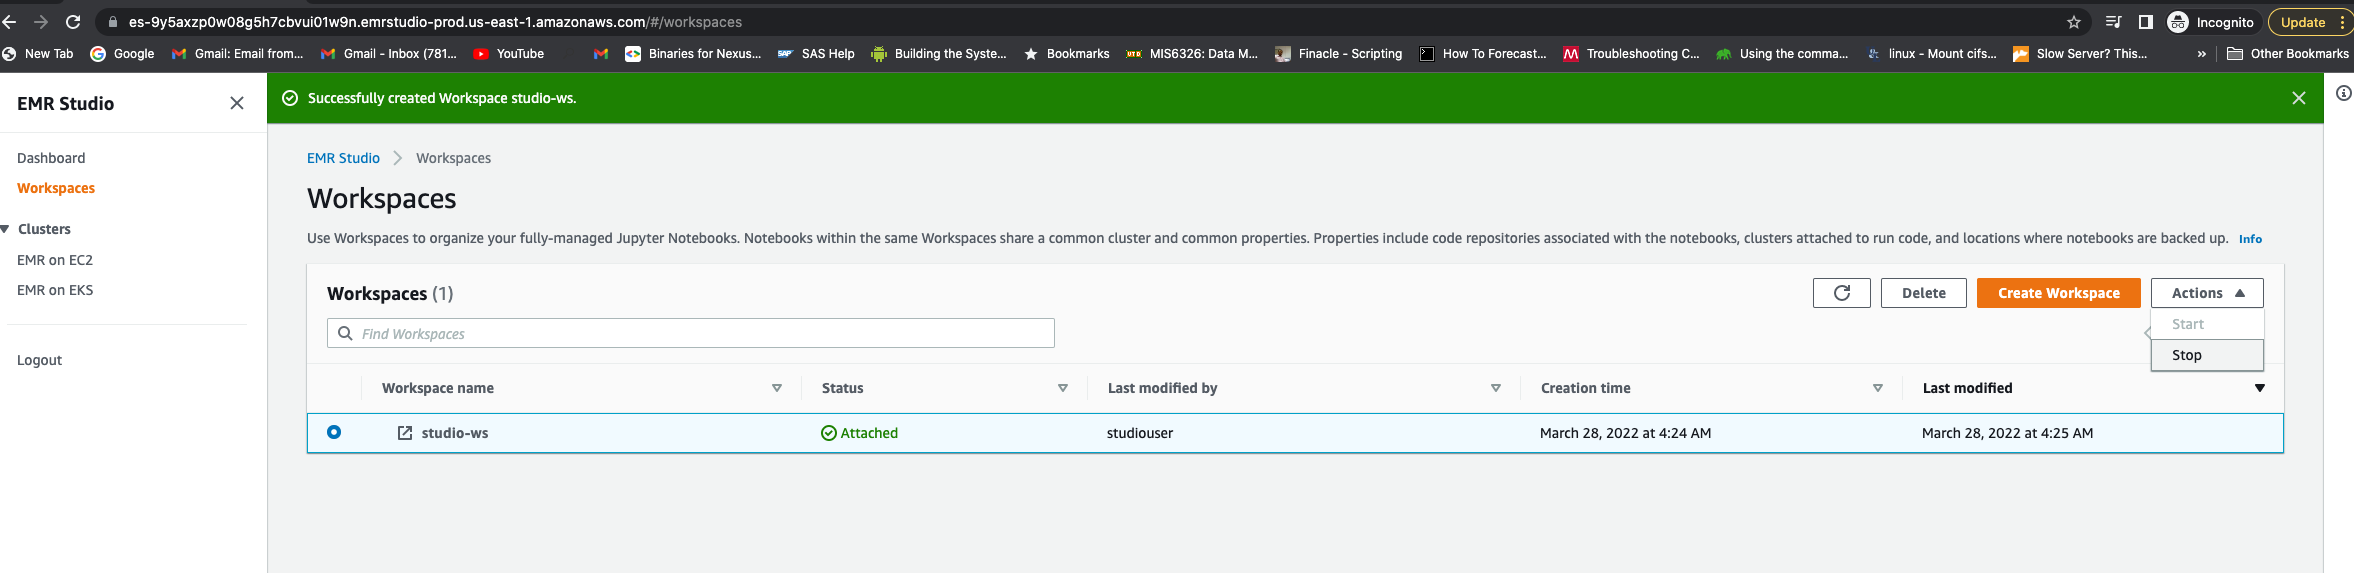 es-9y5axzp0w08g5h7cbvui01w9n.emrstudio-prod.us-east-1.amazonaws.com/#/workspaces
Incognito
Update
New Tab
Google
Gmail: Email from...
Gmail - Inbox (781...
YouTube
Binaries for Nexus...
SAP
SAS Help
Building the Syste...
Bookmarks
UTD
MIS6326: Data M...
Finacle - Scripting
How To Forecast...
Troubleshooting C...
Using the comma...
linux - Mount cifs...
Slow Server? This...
»
Other Bookmarks
EMR Studio
Successfully created Workspace studio-ws.
Dashboard
Workspaces
Clusters
EMR on EC2
EMR on EKS
Logout
EMR Studio > Workspaces
Workspaces
Use Workspaces to organize your fully-managed Jupyter Notebooks. Notebooks within the same Workspaces share a common cluster and common properties. Properties include code repositories associated with the notebooks, clusters attached to run code, and locations where notebooks are backed up. Info
Workspaces (1)
Delete
Create Workspace
Actions
Start
Stop
Find Workspaces
Workspace name
Status
Last modified by
Creation time
Last modified
studio-ws
Attached
studiouser
March 28, 2022 at 4:24 AM
March 28, 2022 at 4:25 AM